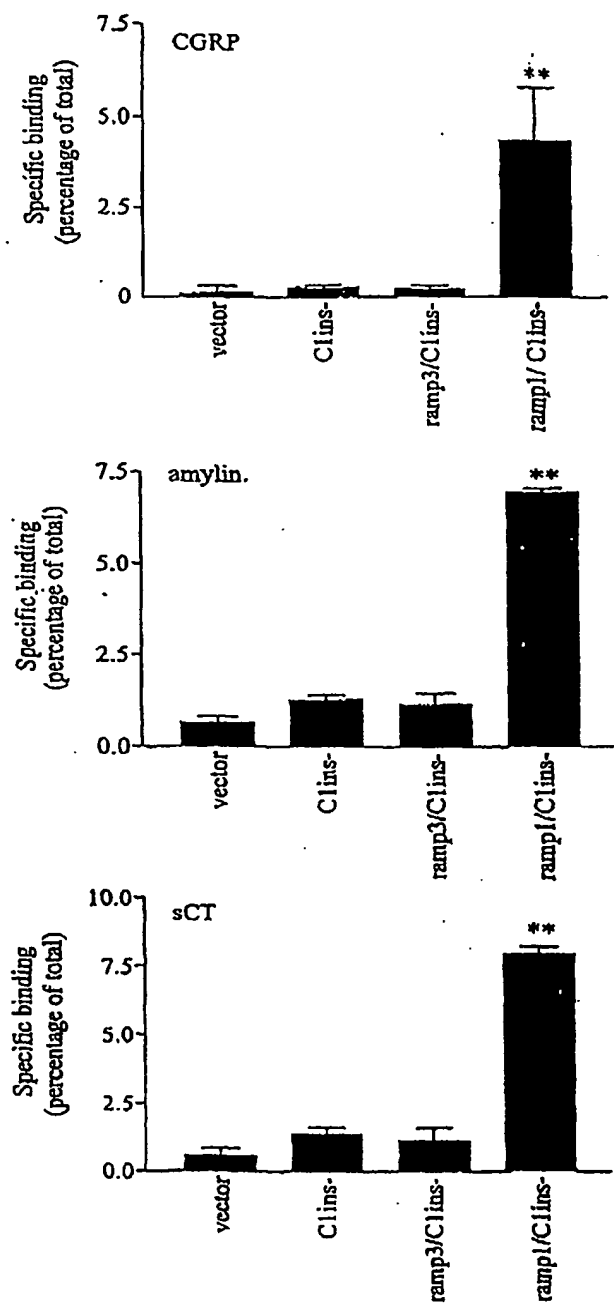 CGRP
Specific binding
(percentage of total)
7.5
5.0
2.5
0
**
vector
C1ins-
ramp3/C1ins-
ramp1/ C1ins-
amylin.
Specific binding
(percentage of total)
7.5
5.0
2.5
0.0
**
vector
C1ins-
ramp3/C1ins-
ramp1/C1ins-
sCT
Specific binding
(percentage of total)
10.0
7.5
5.0
2.5
0.0
**
vector
C1ins-
ramp3/C1ins-
ramp1/C1ins-